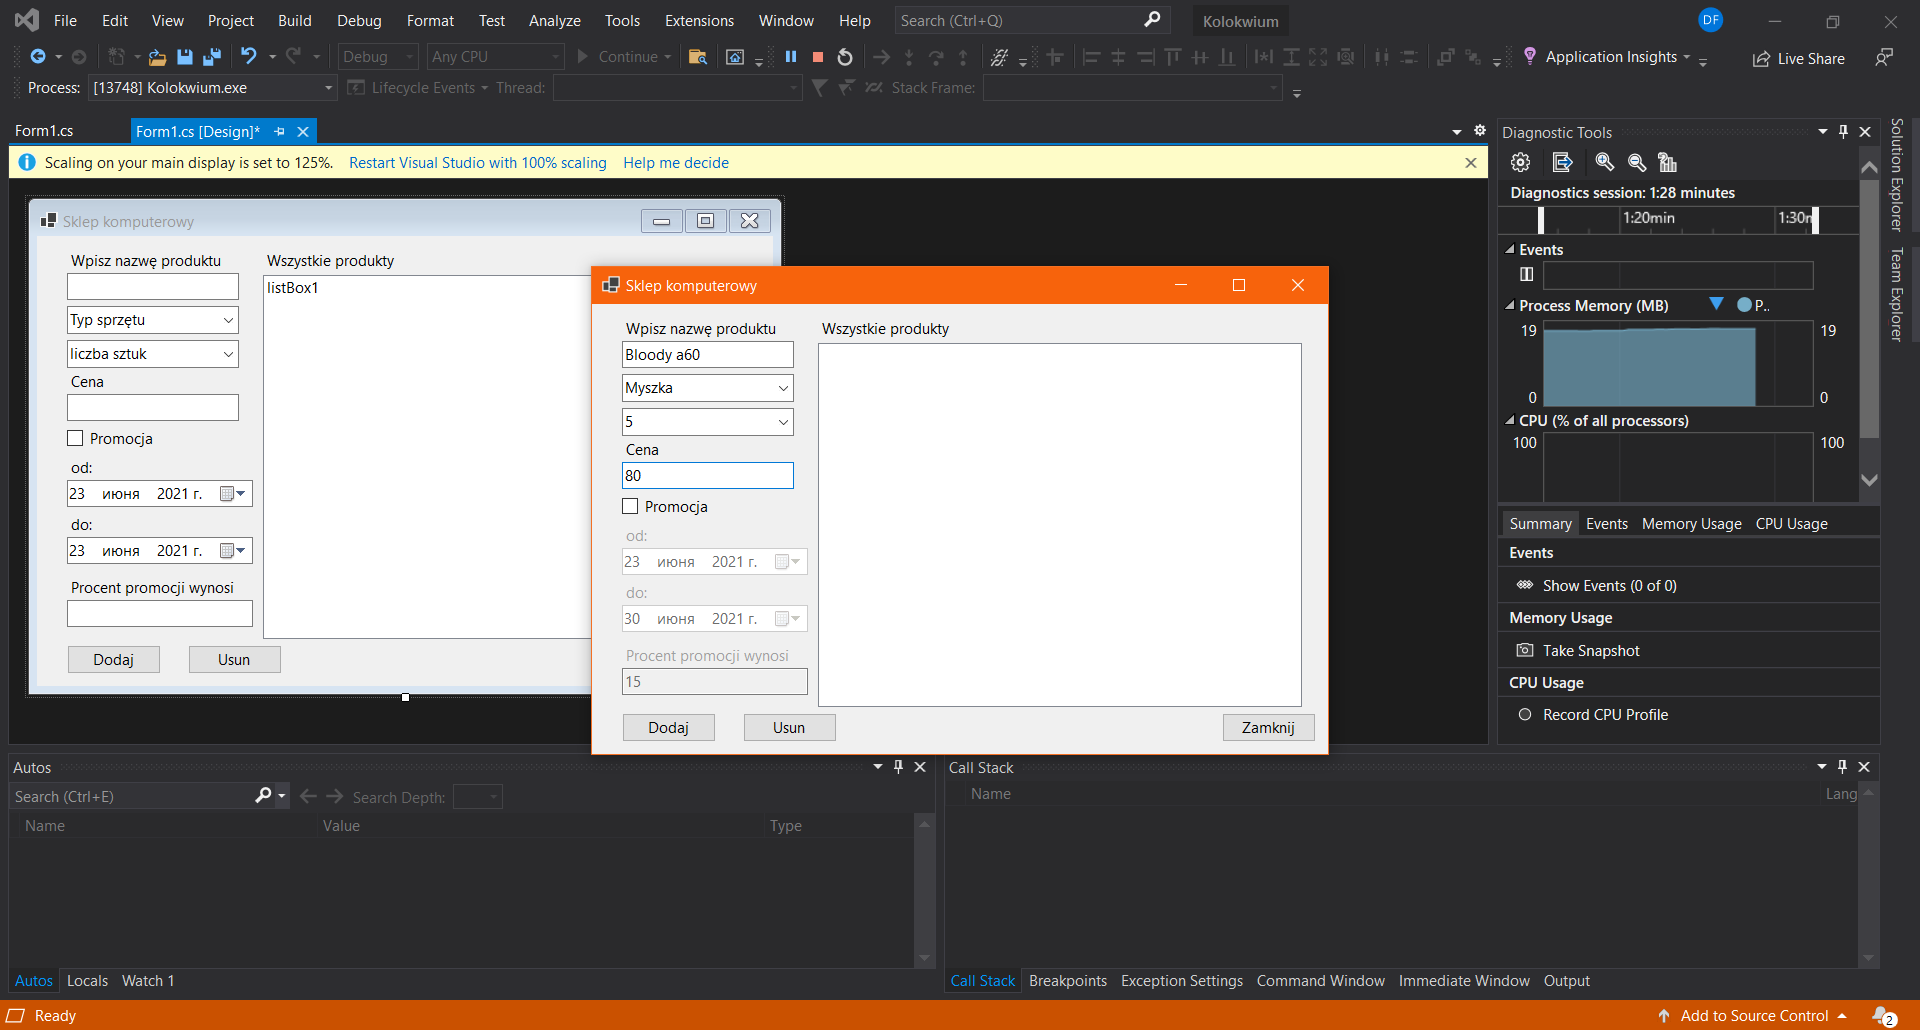 File Edit View Project Build Debug Format Test Analyze Tools Extensions Window Help Search (Ctrl+Q) Kolokwium DF
Debug Any CPU Continue Application Insights Live Share
Process: [13748] Kolokwium.exe Lifecycle Events Thread: Stack Frame:
Form1.cs Form1.cs [Design]*
Scaling on your main display is set to 125%. Restart Visual Studio with 100% scaling Help me decide
Sklep komputerowy
Wpisz nazwę produktu
Wszystkie produkty
listBox1
Typ sprzętu
liczba sztuk
Cena
Promocja
od:
23 июня 2021 г.
do:
23 июня 2021 г.
Procent promocji wynosi
Dodaj Usun
Sklep komputerowy
Wpisz nazwę produktu
Wszystkie produkty
Bloody a60
Myszka
5
Cena
80
Promocja
od:
23 июня 2021 г.
do:
30 июня 2021 г.
Procent promocji wynosi
15
Dodaj Usun Zamknij
Diagnostic Tools
Diagnostics session: 1:28 minutes
1:20min 1:30m
Events
Process Memory (MB) P..
19 19
0 0
CPU (% of all processors)
100 100
Summary Events Memory Usage CPU Usage
Events
Show Events (0 of 0)
Memory Usage
Take Snapshot
CPU Usage
Record CPU Profile
Solution Explorer
Team Explorer
Autos
Search (Ctrl+E) Search Depth:
Name Value Type
Autos Locals Watch 1
Call Stack
Name Lang
Call Stack Breakpoints Exception Settings Command Window Immediate Window Output
Ready Add to Source Control 2